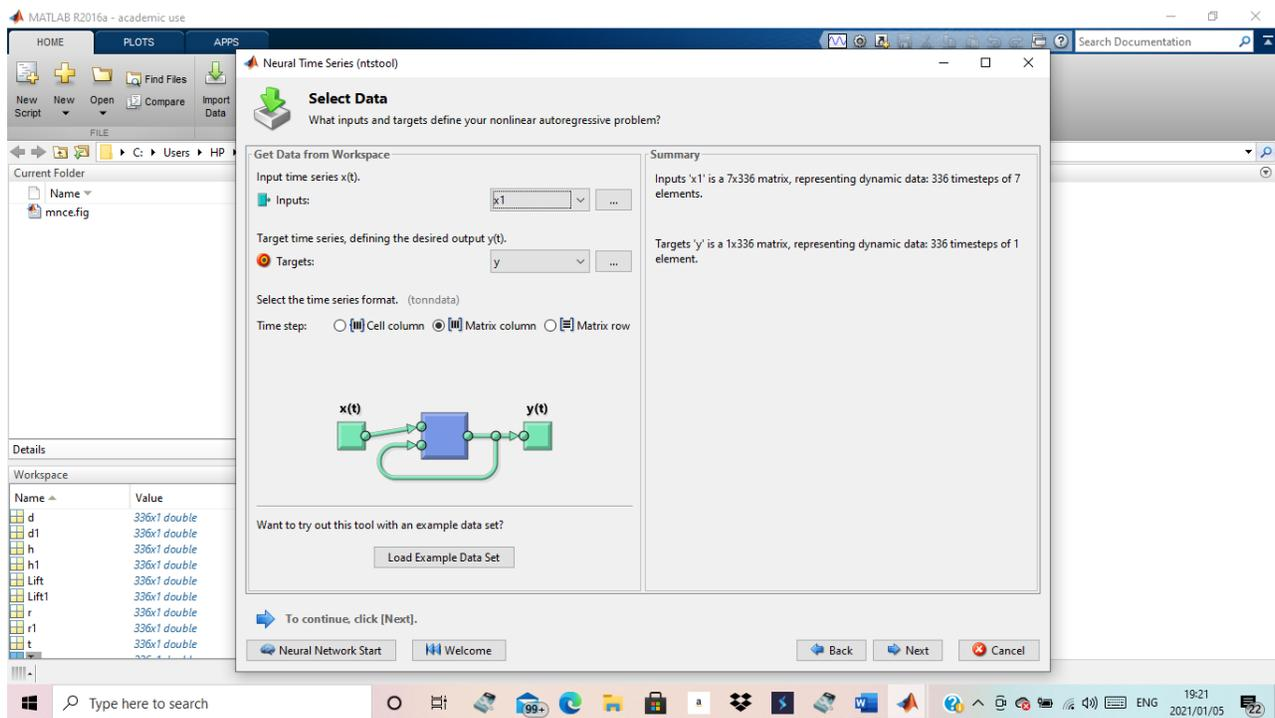 MATLAB R2016a - academic use
HOME PLOTS APPS
Search Documentation
New Script
New
Open
Find Files
Compare
Import Data
FILE
C: Users HP
Current Folder
Name
mnce.fig
Details
Workspace
Name Value
d 336x1 double
d1 336x1 double
h 336x1 double
h1 336x1 double
Lift 336x1 double
Lift1 336x1 double
r 336x1 double
r1 336x1 double
t 336x1 double
Neural Time Series (ntstool)
Select Data
What inputs and targets define your nonlinear autoregressive problem?
Get Data from Workspace
Input time series x(t).
Inputs: x1 ...
Target time series, defining the desired output y(t).
Targets: y ...
Select the time series format. (tonndata)
Time step: Cell column Matrix column Matrix row
x(t) y(t)
Want to try out this tool with an example data set?
Load Example Data Set
Summary
Inputs 'x1' is a 7x336 matrix, representing dynamic data: 336 timesteps of 7
elements.
Targets 'y' is a 1x336 matrix, representing dynamic data: 336 timesteps of 1
element.
To continue, click [Next].
Neural Network Start Welcome Back Next Cancel
Type here to search
99+
a
ENG
19:21
2021/01/05
22